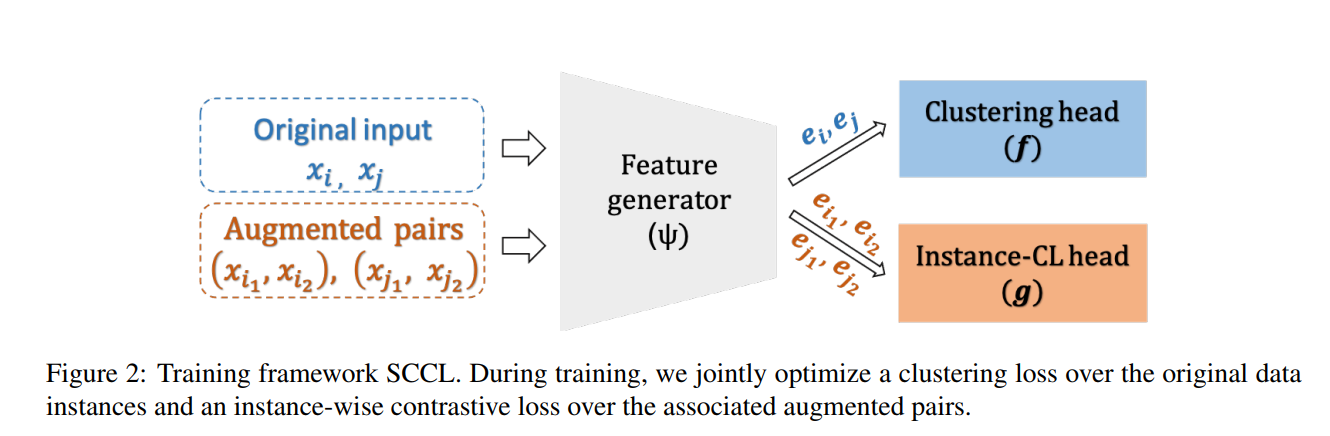 Original input
x_i, x_j
Augmented pairs
(x_{i_1}, x_{i_2}), (x_{j_1}, x_{j_2})
Feature
generator
(ψ)
e_i, e_j
e_{i_1}, e_{i_2}
e_{j_1}, e_{j_2}
Clustering head
(f)
Instance-CL head
(g)
Figure 2: Training framework SCCL. During training, we jointly optimize a clustering loss over the original data
instances and an instance-wise contrastive loss over the associated augmented pairs.